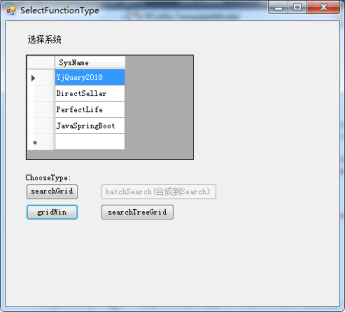 SelectFunctionType
选择系统
SysName
YjQuery2018
DirectSeller
PerfectLife
JavaSpringBoot
ChooseType:
searchGrid batchSearch(合成到Search)
gridWin searchTreeGrid